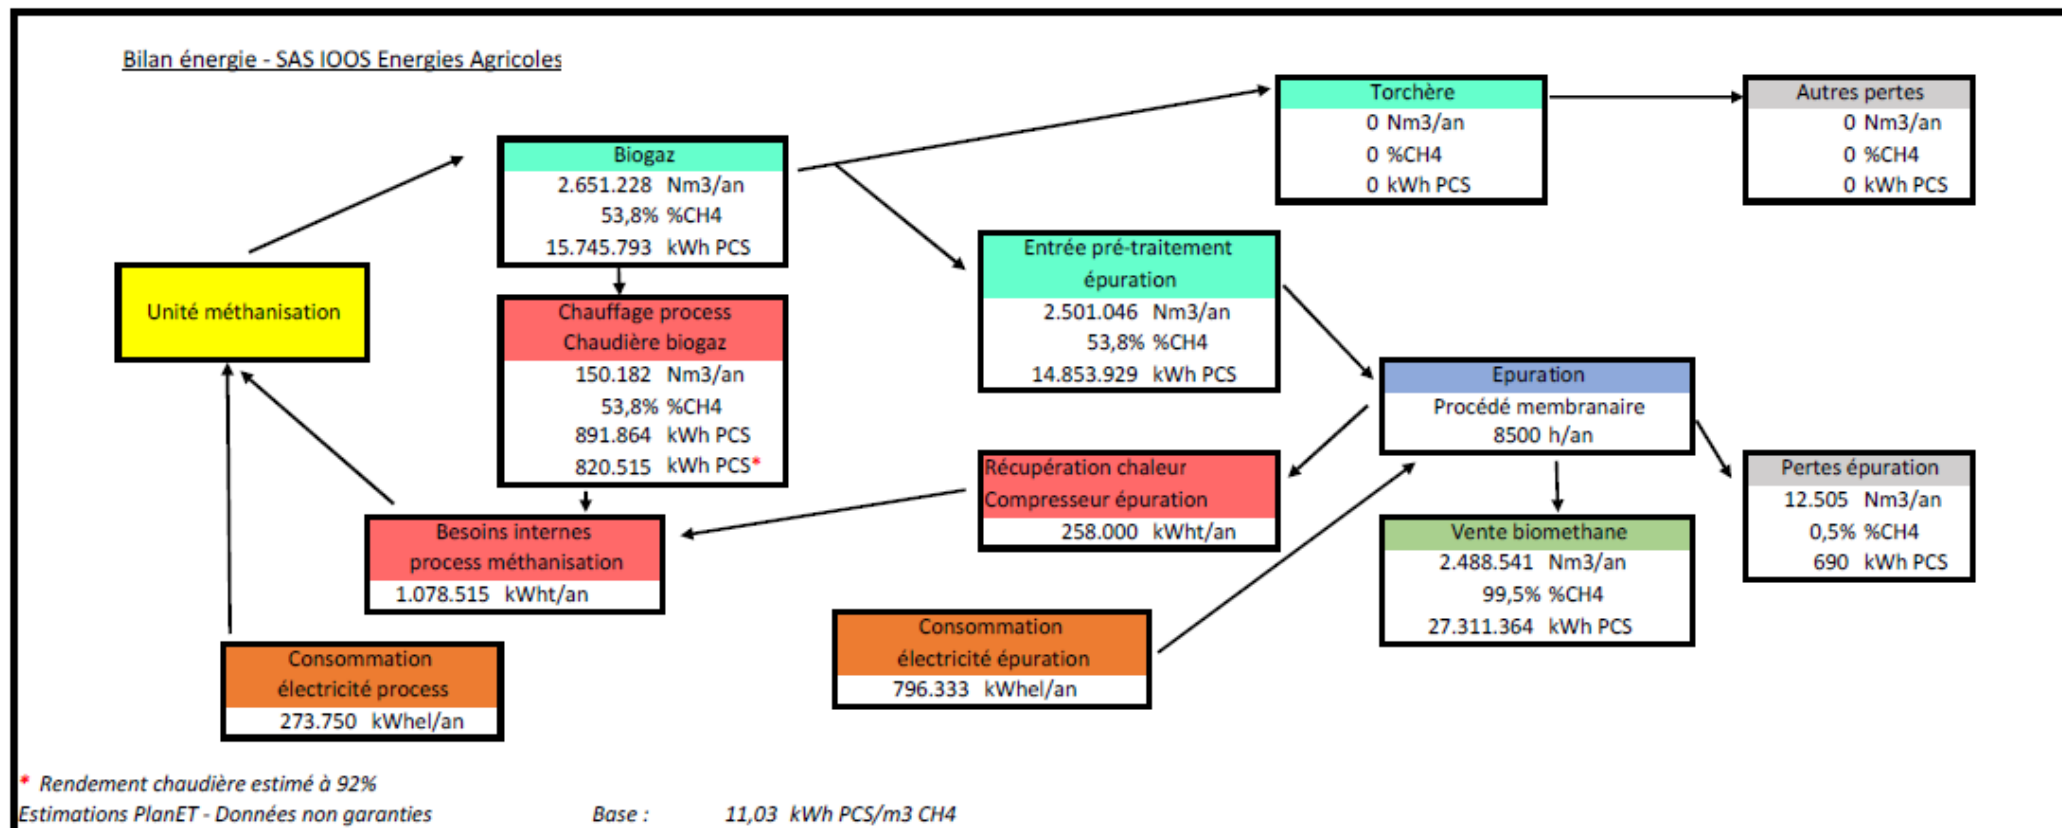 Bilan énergie - SAS IOOS Energies Agricoles
Torchère
0 Nm3/an
0 %CH4
0 kWh PCS
Autres pertes
0 Nm3/an
0 %CH4
0 kWh PCS
Biogaz
2.651.228 Nm3/an
53,8% %CH4
15.745.793 kWh PCS
Entrée pré-traitement
épuration
2.501.046 Nm3/an
53,8% %CH4
14.853.929 kWh PCS
Unité méthanisation
Chauffage process
Chaudière biogaz
150.182 Nm3/an
53,8% %CH4
891.864 kWh PCS
820.515 kWh PCS*
Epuration
Procédé membranaire
8500 h/an
Récupération chaleur
Compresseur épuration
258.000 kWht/an
Pertes épuration
12.505 Nm3/an
0,5% %CH4
690 kWh PCS
Besoins internes
process méthanisation
1.078.515 kWht/an
Vente biomethane
2.488.541 Nm3/an
99,5% %CH4
27.311.364 kWh PCS
Consommation
électricité épuration
796.333 kWhel/an
Consommation
électricité process
273.750 kWhel/an
* Rendement chaudière estimé à 92%
Estimations PlanET - Données non garanties Base : 11,03 kWh PCS/m3 CH4